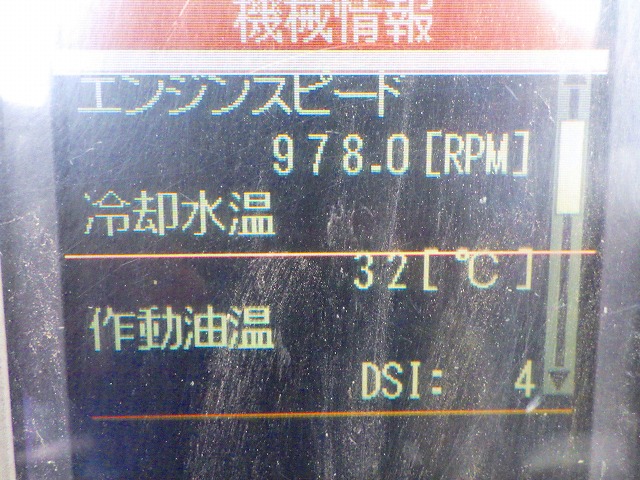 機械情報
エンジンスピード
978.0[RPM]
冷却水温
32[℃]
作動油温
DSI: 4